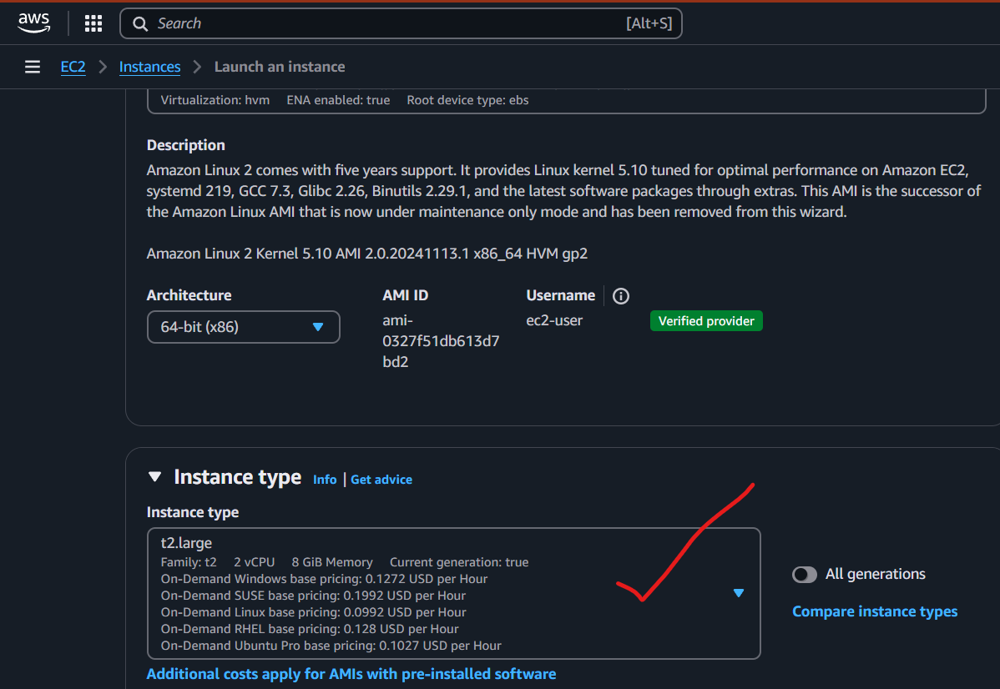 aws
Search [Alt+S]
EC2 Instances Launch an instance
Virtualization: hvm ENA enabled: true Root device type: ebs
Description
Amazon Linux 2 comes with five years support. It provides Linux kernel 5.10 tuned for optimal performance on Amazon EC2,
systemd 219, GCC 7.3, Glibc 2.26, Binutils 2.29.1, and the latest software packages through extras. This AMI is the successor of
the Amazon Linux AMI that is now under maintenance only mode and has been removed from this wizard.
Amazon Linux 2 Kernel 5.10 AMI 2.0.20241113.1 x86_64 HVM gp2
Architecture AMI ID Username
64-bit (x86) ami- ec2-user Verified provider
0327f51db613d7
bd2
Instance type Info | Get advice
Instance type
t2.large
Family: t2 2 vCPU 8 GiB Memory Current generation: true
On-Demand Windows base pricing: 0.1272 USD per Hour
On-Demand SUSE base pricing: 0.1992 USD per Hour
On-Demand Linux base pricing: 0.0992 USD per Hour
On-Demand RHEL base pricing: 0.128 USD per Hour
On-Demand Ubuntu Pro base pricing: 0.1027 USD per Hour
All generations
Compare instance types
Additional costs apply for AMIs with pre-installed software